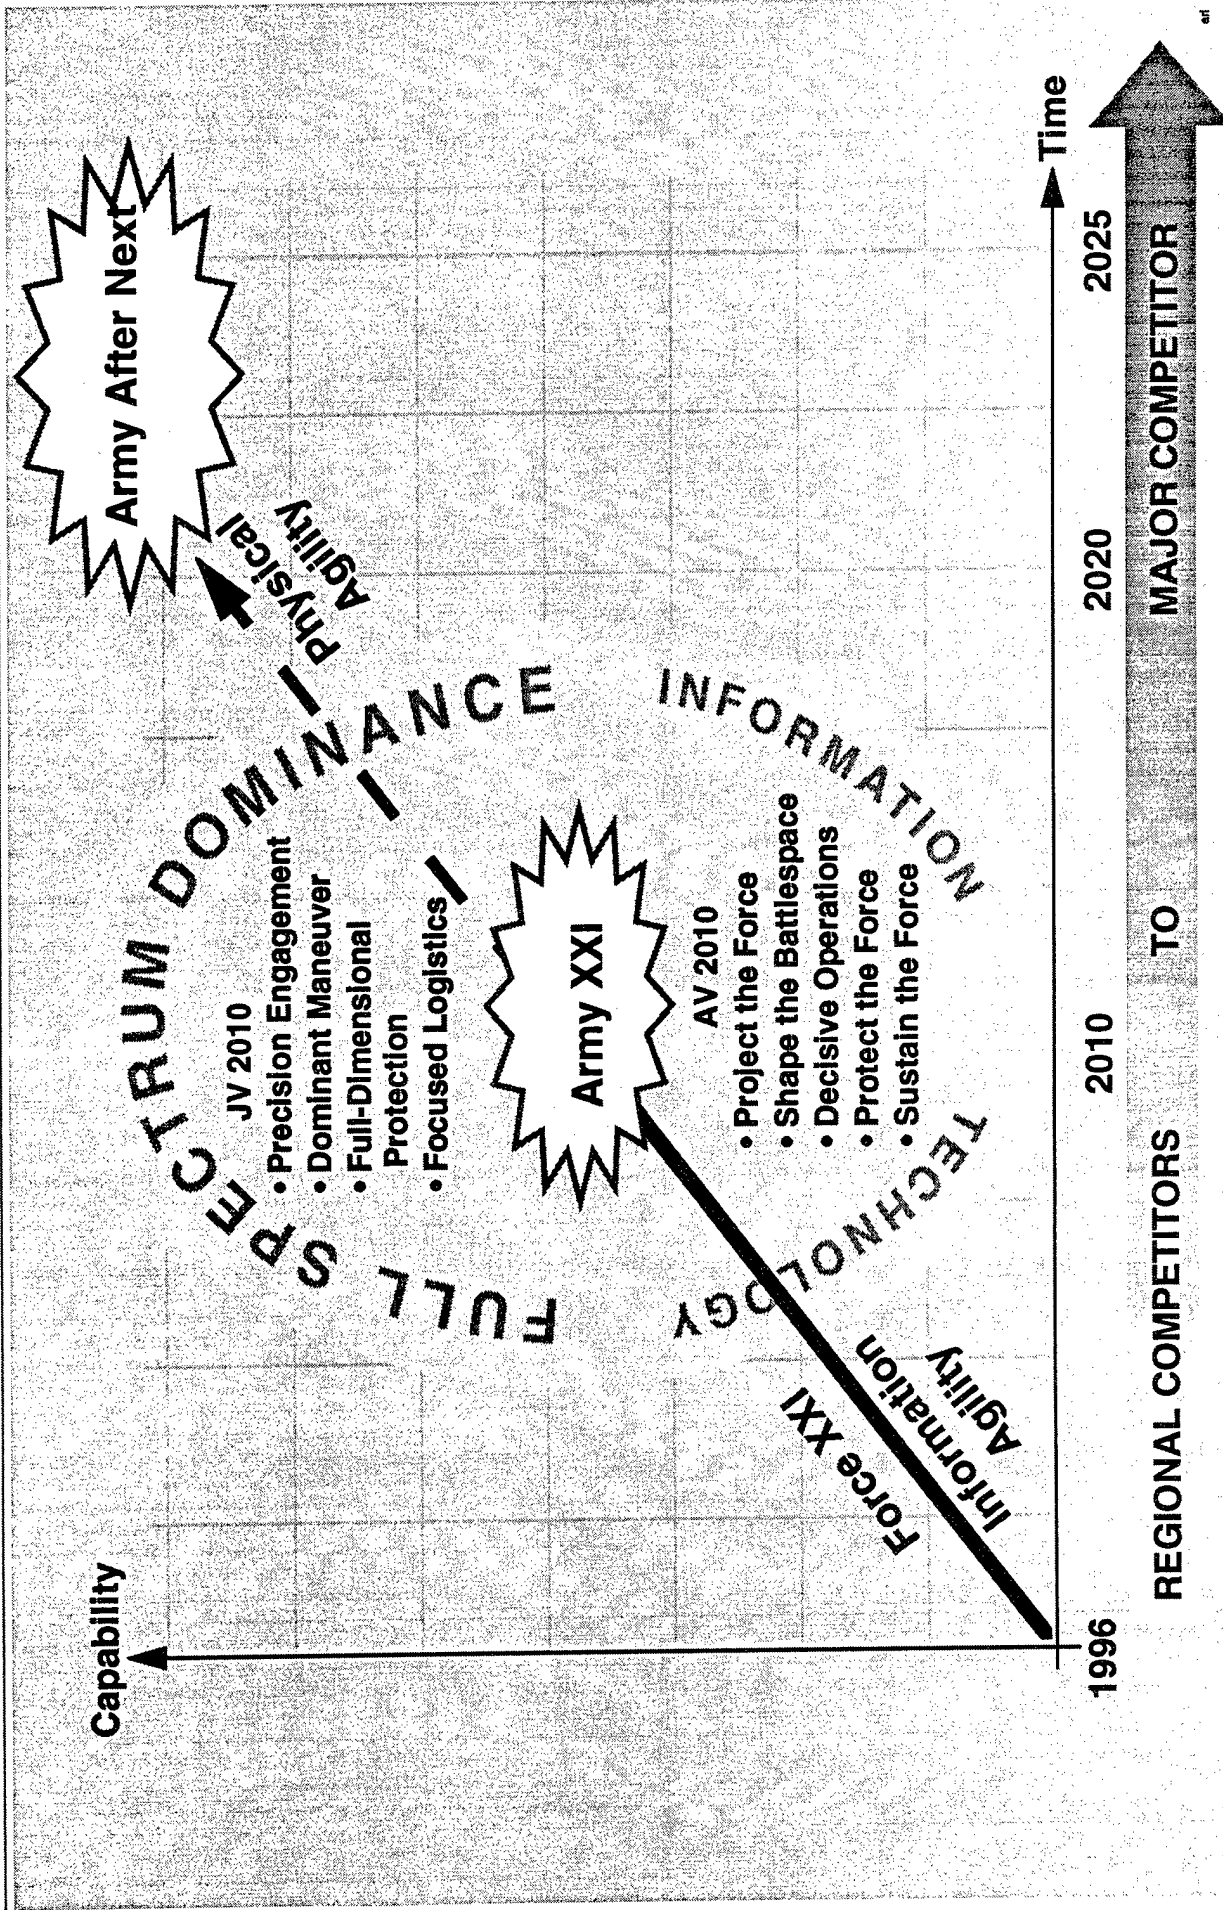 Capability
Army After Next
Physical
Agility
FULL SPECTRUM DOMINANCE
JV 2010
• Precision Engagement
• Dominant Maneuver
• Full-Dimensional
Protection
• Focused Logistics
Army XXI
AV 2010
• Project the Force
• Shape the Battlespace
• Decisive Operations
• Protect the Force
• Sustain the Force
INFORMATION
TECHNOLOGY
Force XXI
Information
Agility
Time
1996
2010
2020
2025
REGIONAL COMPETITORS TO MAJOR COMPETITOR